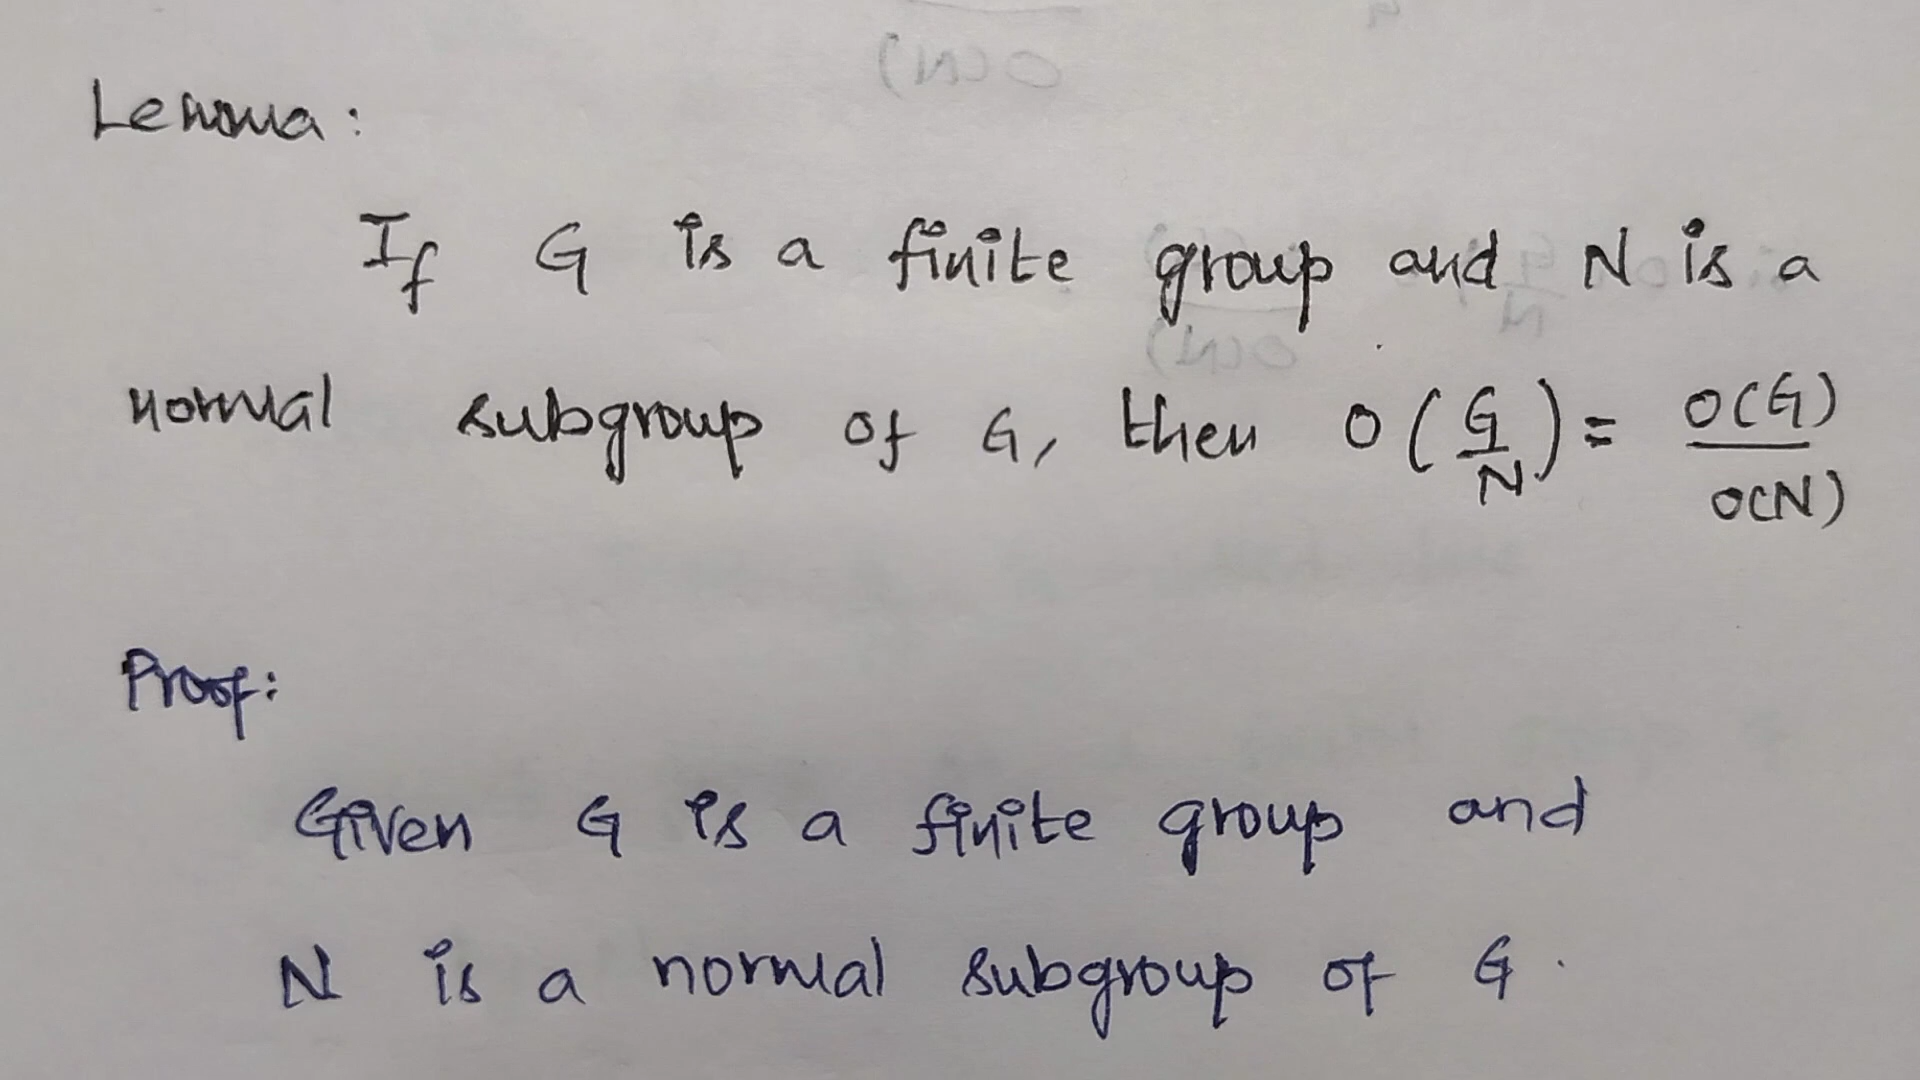 Lemma:
If G is a finite group and N is a
normal subgroup of G, then O(G/N) = O(G)/O(N)
Proof:
Given G is a finite group and
N is a normal subgroup of G.